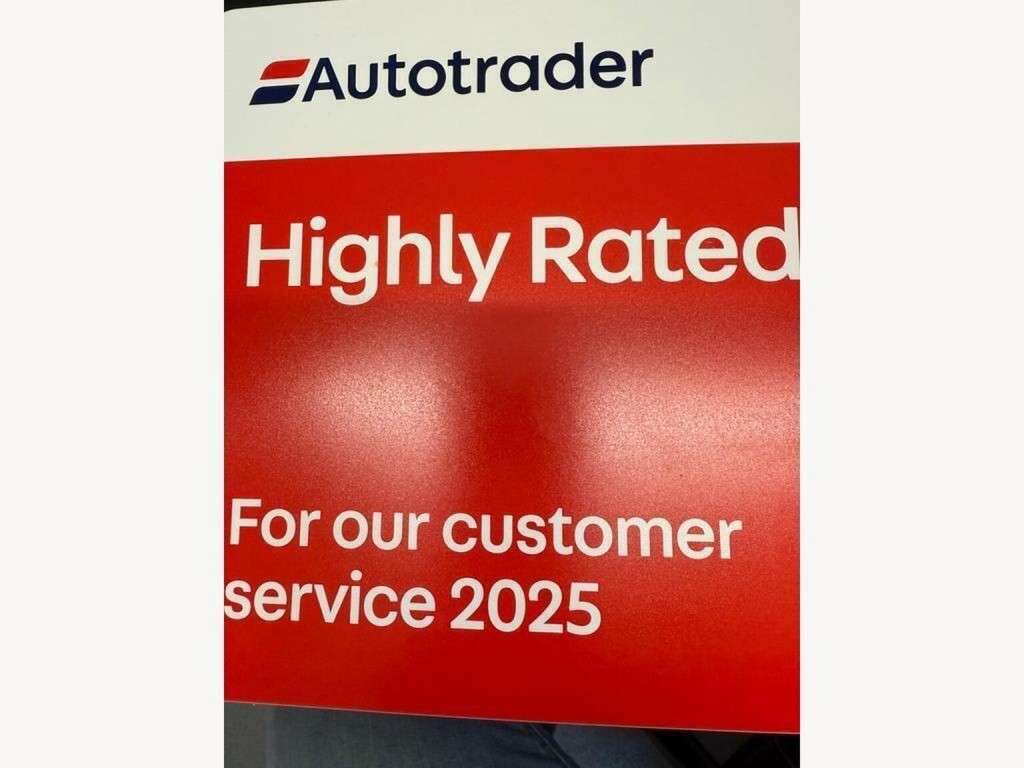 Autotrader
Highly Rated
For our customer
service 2025